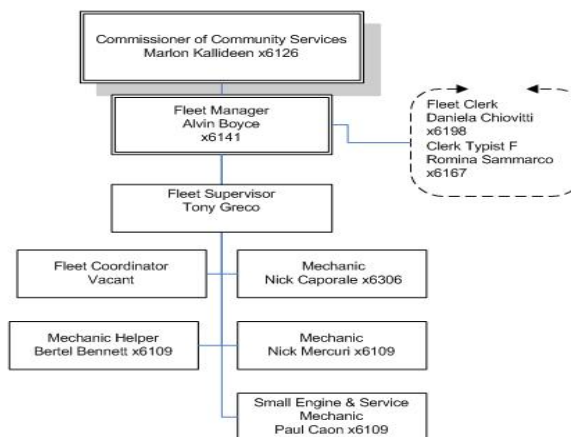 Commissioner of Community Services
Marlon Kallideen x6126
Fleet Manager
Alvin Boyce
x6141
Fleet Clerk
Daniela Chiovitti
x6198
Clerk Typist F
Romina Sammarco
x6167
Fleet Supervisor
Tony Greco
Fleet Coordinator
Vacant
Mechanic
Nick Caporale x6306
Mechanic Helper
Bertel Bennett x6109
Mechanic
Nick Mercuri x6109
Small Engine & Service
Mechanic
Paul Caon x6109